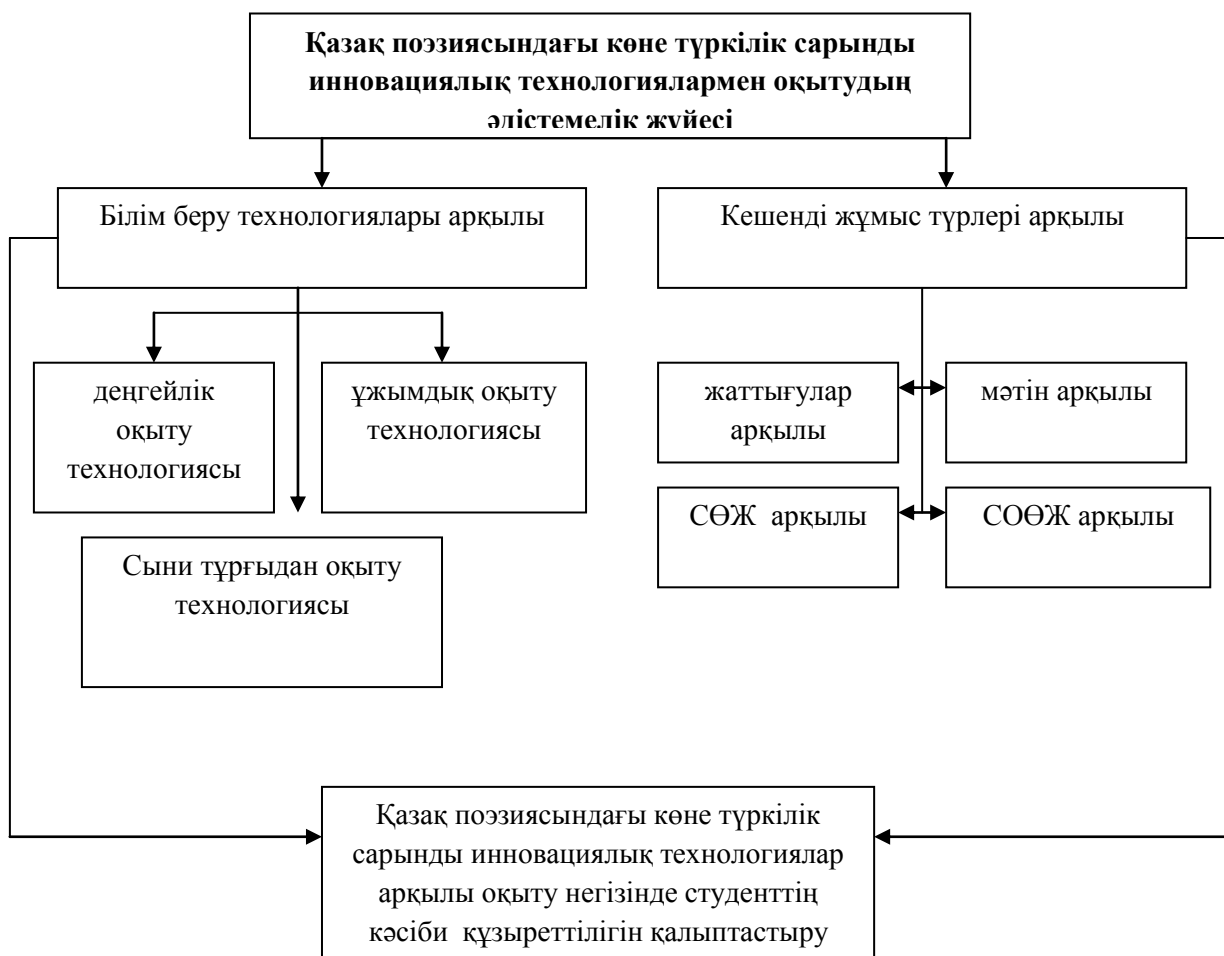 Қазақ поэзиясындағы көне түркілік сарынды
инновациялық технологиялармен оқытудың
әдістемелік жүйесі
Білім беру технологиялары арқылы
Кешенді жұмыс түрлері арқылы
деңгейлік
оқыту
технологиясы
ұжымдық оқыту
технологиясы
жаттығулар
арқылы
мәтін арқылы
СӨЖ арқылы
СОӨЖ арқылы
Сыни тұрғыдан оқыту
технологиясы
Қазақ поэзиясындағы көне түркілік
сарынды инновациялық технологиялар
арқылы оқыту негізінде студенттің
кәсіби құзыреттілігін қалыптастыру